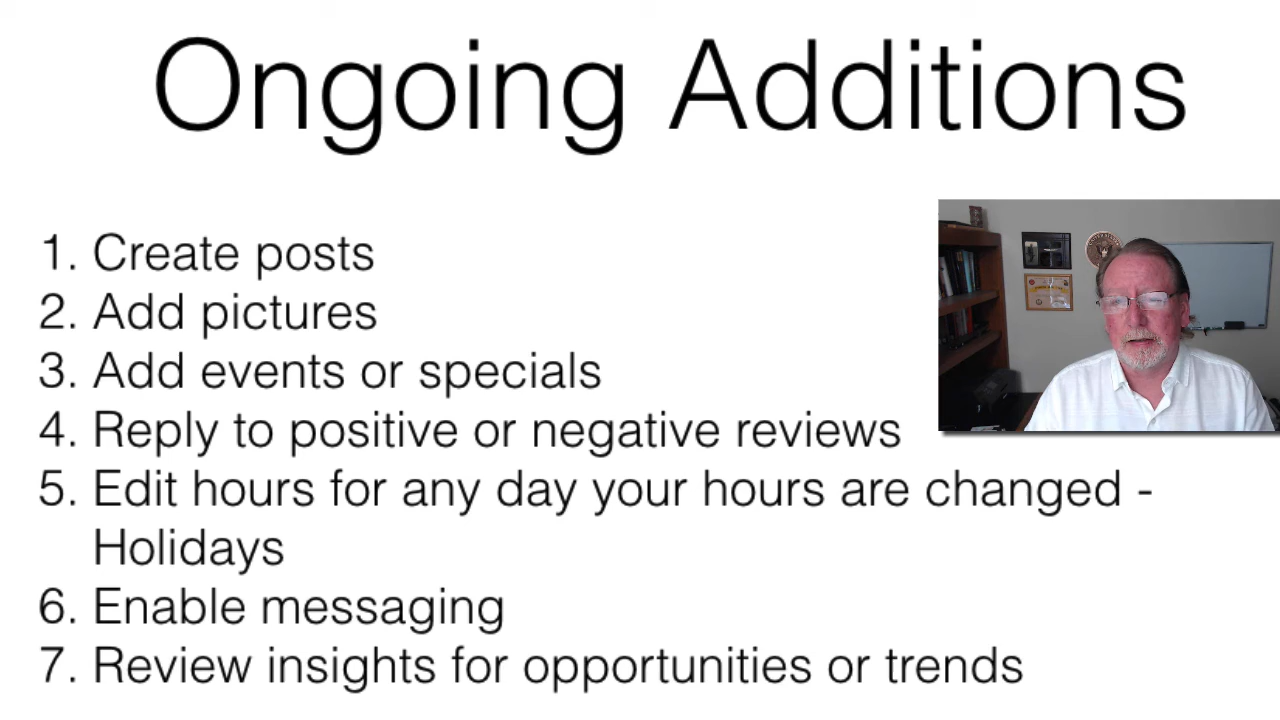 Ongoing Additions
1. Create posts
2. Add pictures
3. Add events or specials
4. Reply to positive or negative reviews
5. Edit hours for any day your hours are changed -
Holidays
6. Enable messaging
7. Review insights for opportunities or trends